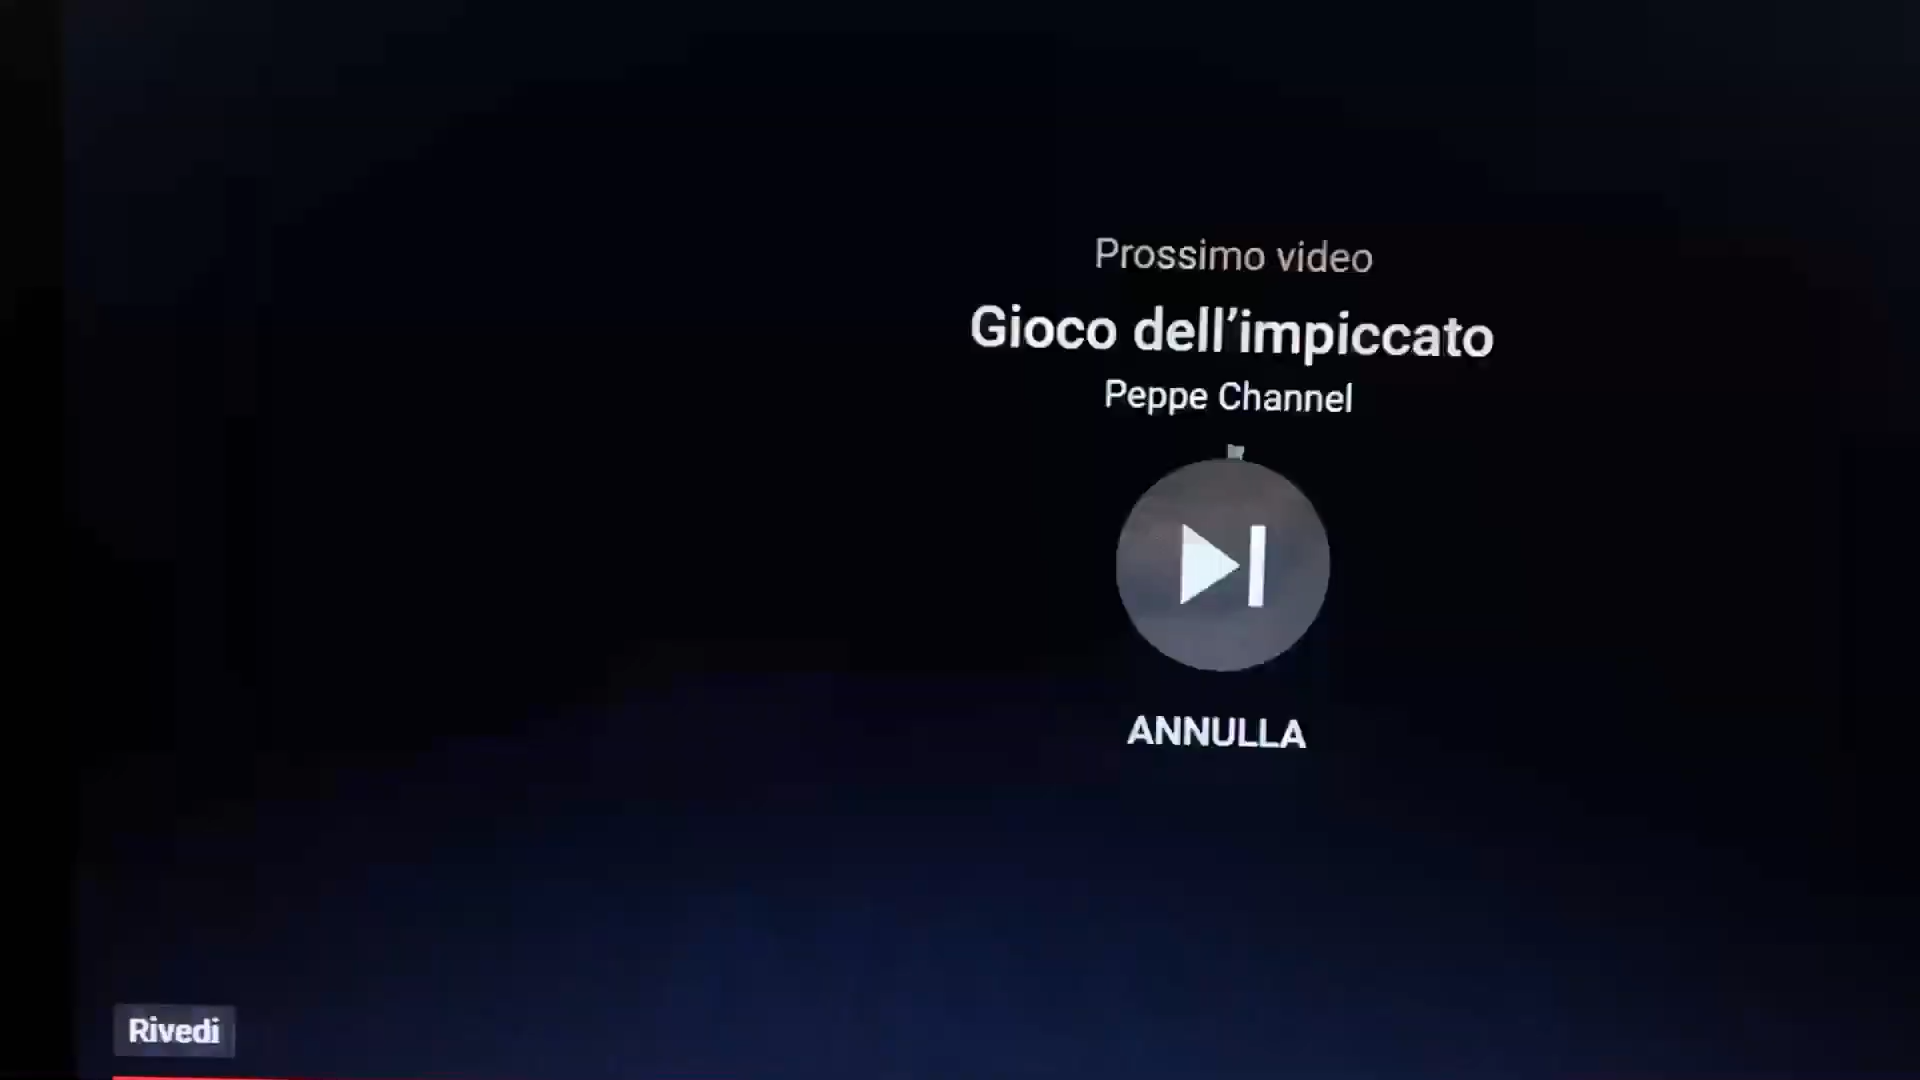 Prossimo video
Gioco dell'impiccato
Peppe Channel
ANNULLA
Rivedi